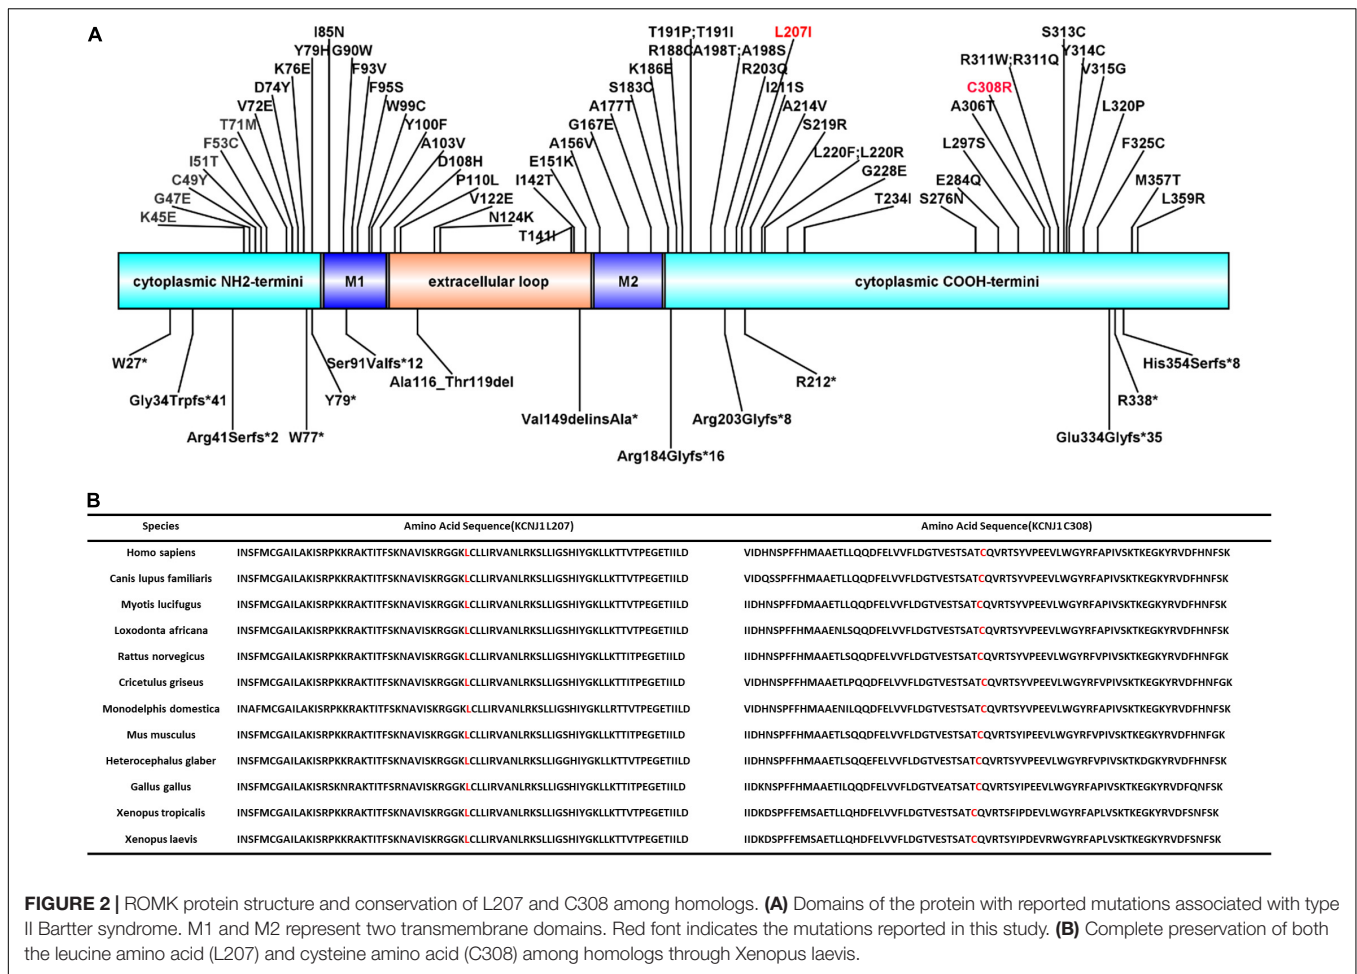 A
I85N
T191P;T191I
L207I
S313C
Y79H
G90W
R188C
A198T;A198S
Y314C
K76E
F93V
K186E
R203Q
R311W;R311Q
V315G
D74Y
F95S
S183C
I211S
C308R
V72E
W99C
A177T
A214V
A306T
L320P
T71M
Y100F
G167E
S219R
F53C
A103V
A156V
L220F;L220R
L297S
F325C
I51T
D108H
E151K
G228E
C49Y
P110L
I142T
E284Q
M357T
G47E
V122E
T234I
S276N
L359R
K45E
N124K
T141I
cytoplasmic NH2-termini
M1
extracellular loop
M2
cytoplasmic COOH-termini
W27*
Ser91Valfs*12
His354Serfs*8
Ala116_Thr119del
R212*
Gly34Trpfs*41
Y79*
R338*
Val149delinsAla*
Arg203Glyfs*8
Arg41Serfs*2
W77*
Glu334Glyfs*35
Arg184Glyfs*16
B
Species Amino Acid Sequence(KCNJ1 L207) Amino Acid Sequence(KCNJ1 C308)
Homo sapiens INSFMCGAILAKISRPKKRAKTITFSKNAVISKRGGKLCLLIRVANLRKSLLIGSHIYGKLLKTTVTPEGETIILD VIDHNSPFFHMAAETLLQQDFELVVFLDGTVESTSATCQVRTSYVPEEVLWGYRFAPIVSKTKEGKYRVDFHNFSK
Canis lupus familiaris INSFMCGAILAKISRPKKRAKTITFSKNAVISKRGGKLCLLIRVANLRKSLLIGSHIYGKLLKTTVTPEGETIILD VIDQSSPFFHMAAETLLQQDFELVVFLDGTVESTSATCQVRTSYVPEEVLWGYRFAPIVSKTKEGKYRVDFHNFSK
Myotis lucifugus INSFMCGAILAKISRPKKRAKTITFSKNAVISKRGGKLCLLIRVANLRKSLLIGSHIYGKLLKTTVTPEGETIILD IIDHNSPFFDMAAETLLQQDFELVVFLDGTVESTSATCQVRTSYVPEEVLWGYRFAPIVSKTKEGKYRVDFHNFSK
Loxodonta africana INSFMCGAILAKISRPKKRAKTITFSKNAVISKRGGKLCLLIRVANLRKSLLIGSHIYGKLLKTTVTPEGETIILD IIDHNSPFFHMAAENLSQQDFELVVFLDGTVESTSATCQVRTSYVPEEVLWGYRFAPIVSKTKEGKYRVDFHNFSK
Rattus norvegicus INSFMCGAILAKISRPKKRAKTITFSKNAVISKRGGKLCLLIRVANLRKSLLIGSHIYGKLLKTTITPEGETIILD IIDHNSPFFHMAAETLSQQDFELVVFLDGTVESTSATCQVRTSYVPEEVLWGYRFVPIVSKTKEGKYRVDFHNFGK
Cricetulus griseus INSFMCGAILAKISRPKKRAKTITFSKNAVISKRGGKLCLLIRVANLRKSLLIGSHIYGKLLKTTITPEGETIILD VIDHNSPFFHMAAETLPQQDFELVVFLDGTVESTSATCQVRTSYVPEEVLWGYRFAPIVSKTKEGKYRVDFHNFGK
Monodelphis domestica INAFMCGAILAKISRPKKRAKTITFSKNAVISKRGGKLCLLIRVANLRKSLLIGSHIYGKLLRTTVTPEGETIILD VIDHNSPFFHMAAENILQQDFELVVFLDGTVESTSATCQVRTSYVPEEVLWGYRFAPIVSKTKEGKYRVDFHNFSK
Mus musculus INSFMCGAILAKISRPKKRAKTITFSKNAVISKRGGKLCLLIRVANLRKSLLIGSHIYGKLLKTTITPEGETIILD IIDHNSPFFHMAAETLSQQDFELVVFLDGTVESTSATCQVRTSYIPEEVLWGYRFVPIVSKTKEGKYRVDFHNFGK
Heterocephalus glaber INSFMCGAILAKISRPKKRAKTITFSKNAVISKRGGKLCLLIRVANLRKSLLIGGHIYGKLLKTTVTPEGETIILD IIDHNSPFFHMAAETLSQQEFELVVFLDGTVESTSATCQVRTSYVPEEVLWGYRFVPIVSKTKDGKYRVDFHNFSK
Gallus gallus INSFMCGAILAKISRSKNRAKTITFSRNAVISKRGGKLCLLIRVANLRKSLLIGSHIYGKLLKTTITPEGETIILD IIDKNSPFFHMAAETILQQDFELVVFLDGTVEATSATCQVRTSYIPEEVLWGYRFAPIVSKTKEGKYRVDFQNFSK
Xenopus tropicalis INSFMCGAILAKISRPKKRAKTITFSKNAVISKRGGKLCLLIRVANLRKSLLIGSHIYGKLLKTTVTPEGETIILD IIDKDSPFFEMSAETLLQHDFELVVFLDGTVESTSATCQVRTSFIPDEVLWGYRFAPLVSKTKEGKYRVDFSNFSK
Xenopus laevis INSFMCGAILAKISRPKKRAKTITFSKNAVISKRGGKLCLLIRVANLRKSLLIGSHIYGKLLKTTVTPEGETIILD IIDKDSPFFEMSAETLLQHDFELVVFLDGTVESTSATCQVRTSYIPDEVRWGYRFAPLVSKTKEGKYRVDFSNFSK
FIGURE 2 | ROMK protein structure and conservation of L207 and C308 among homologs. (A) Domains of the protein with reported mutations associated with type
II Bartter syndrome. M1 and M2 represent two transmembrane domains. Red font indicates the mutations reported in this study. (B) Complete preservation of both
the leucine amino acid (L207) and cysteine amino acid (C308) among homologs through Xenopus laevis.